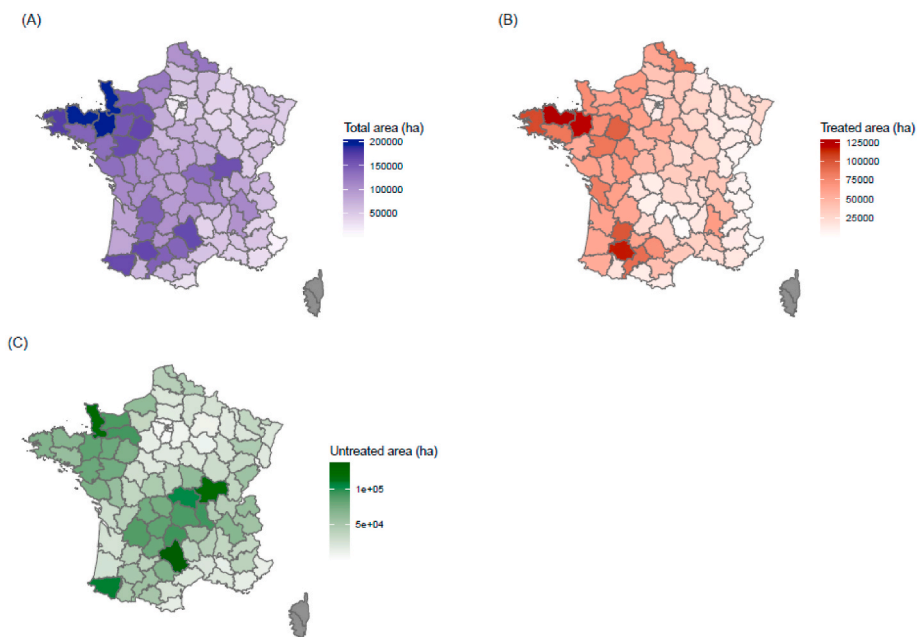 (A)
Total area (ha)
200000
150000
100000
50000
(B)
Treated area (ha)
125000
100000
75000
50000
25000
(C)
Untreated area (ha)
1e+05
5e+04